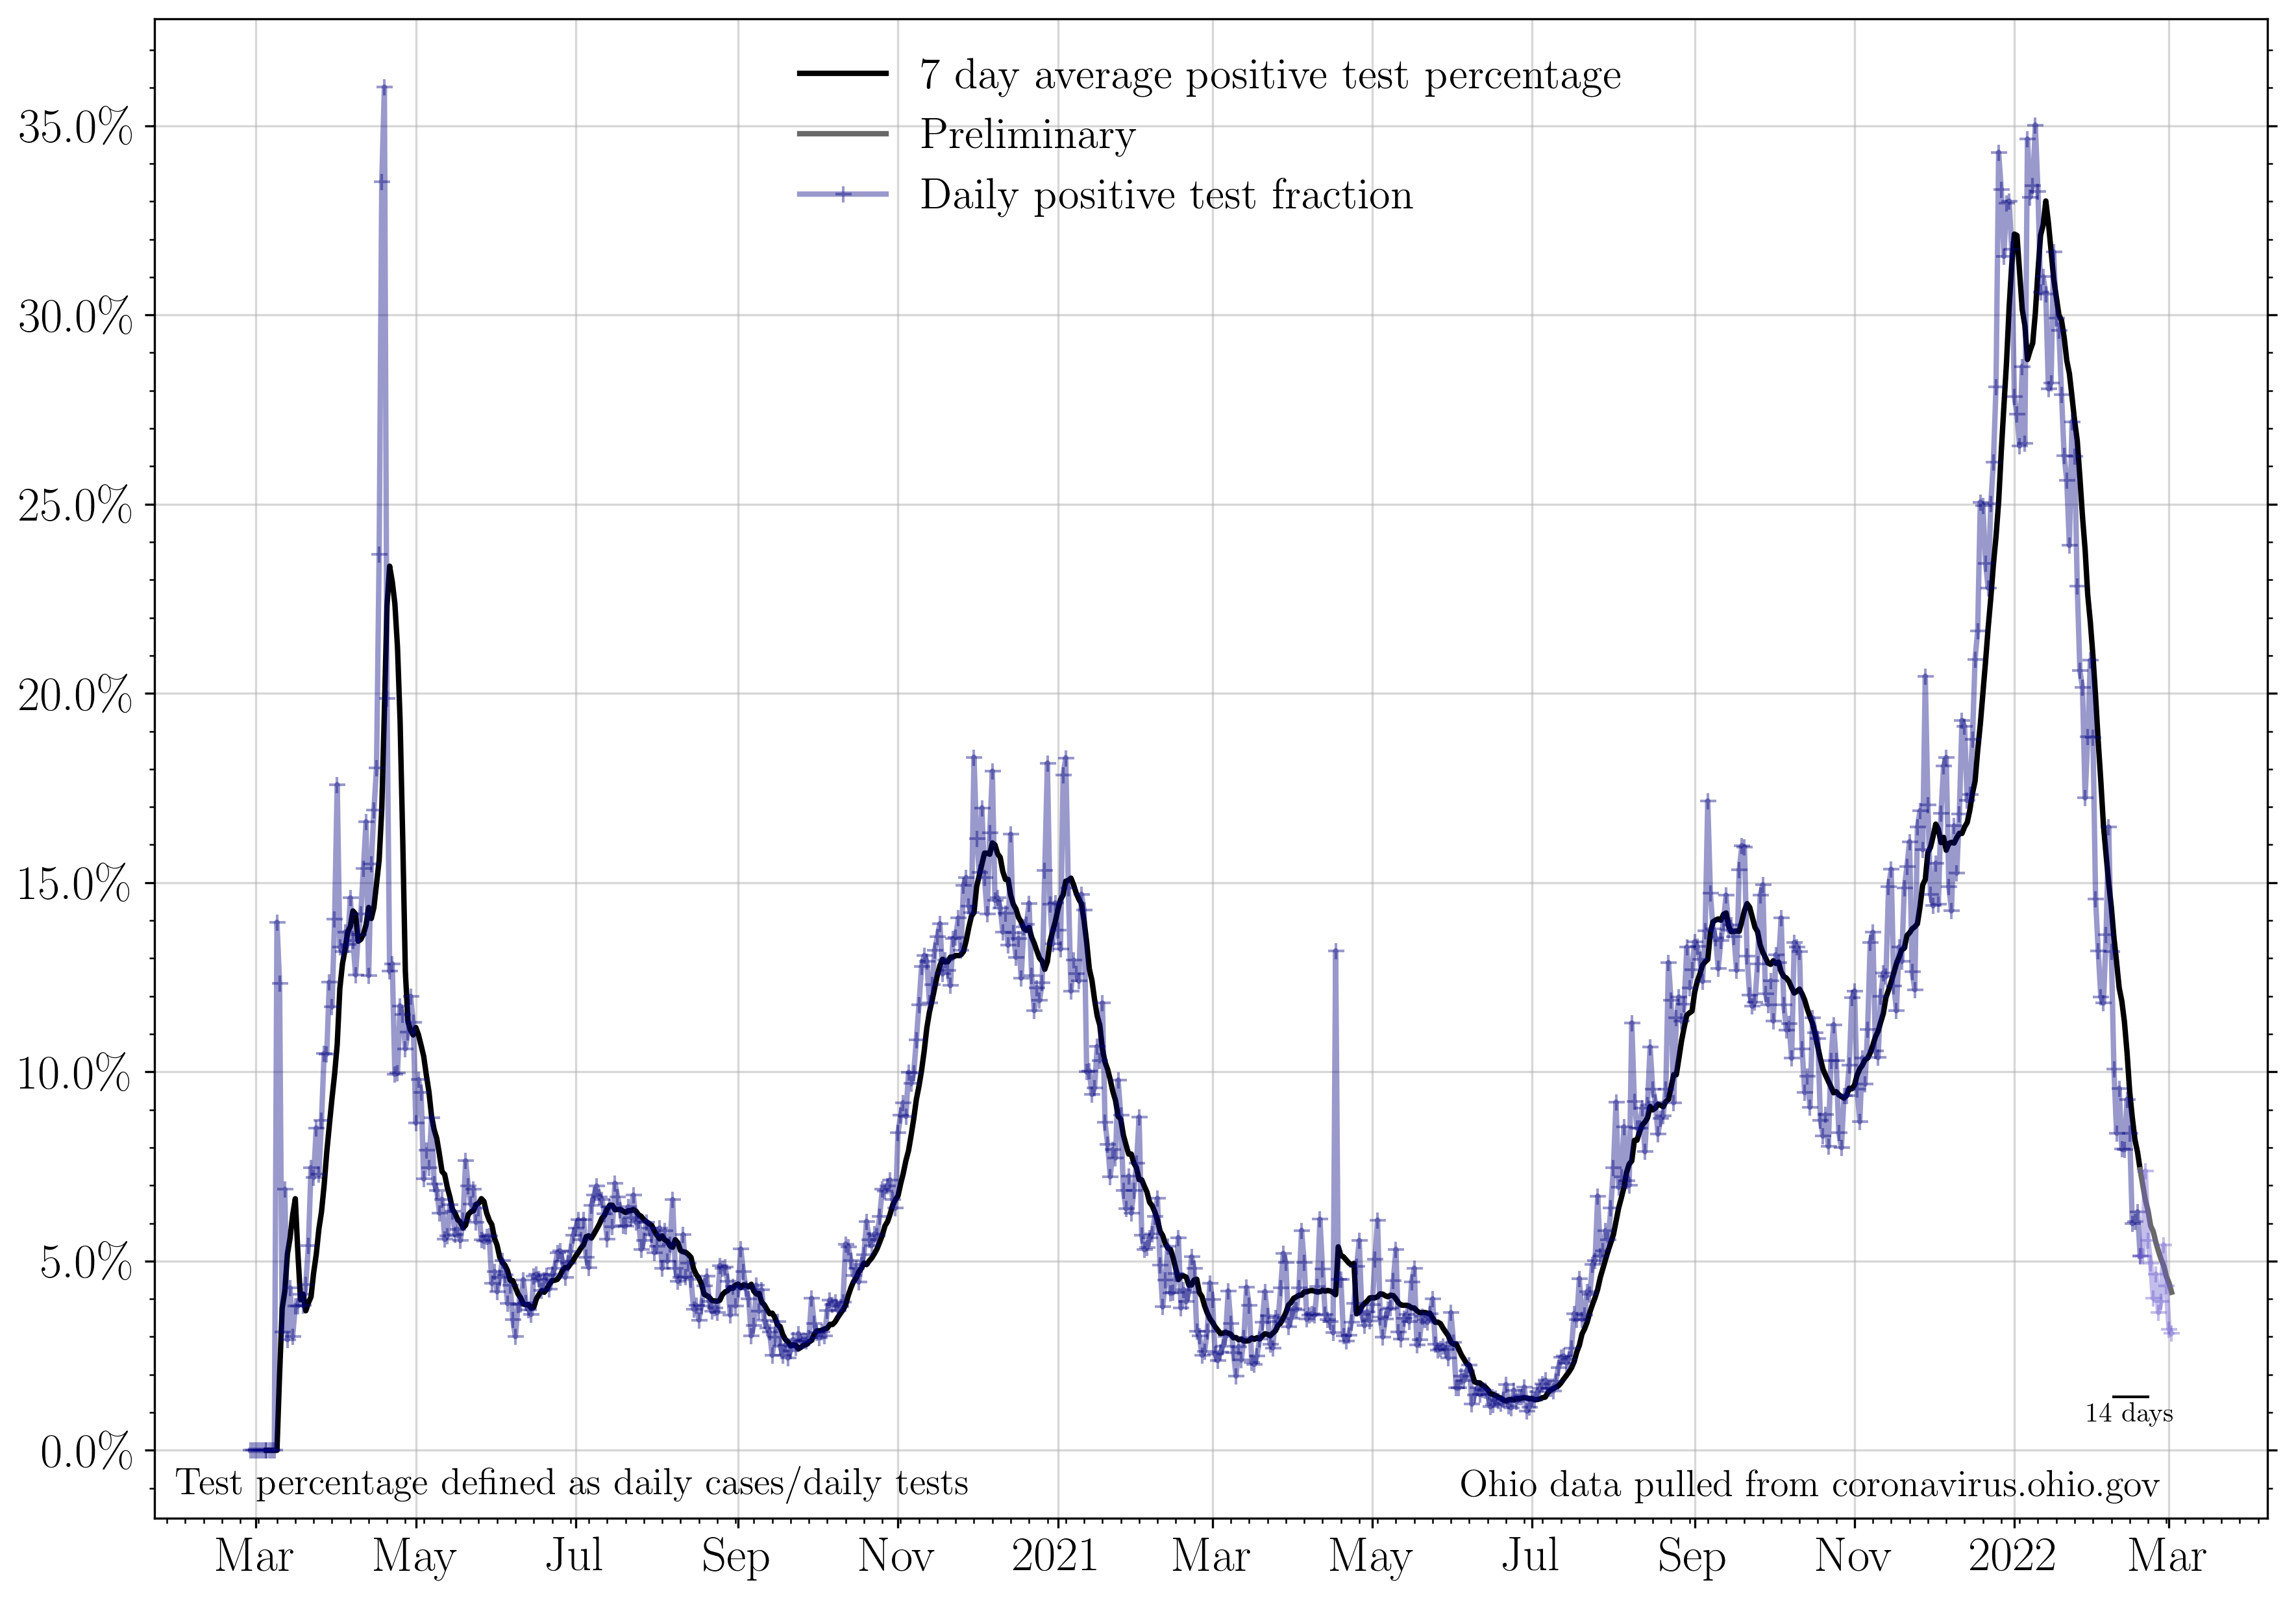 7 day average positive test percentage
Preliminary
Daily positive test fraction
35.0%
30.0%
25.0%
20.0%
15.0%
10.0%
5.0%
0.0%
14 days
Test percentage defined as daily cases/daily tests
Ohio data pulled from coronavirus.ohio.gov
Mar May Jul Sep Nov 2021 Mar May Jul Sep Nov 2022 Mar